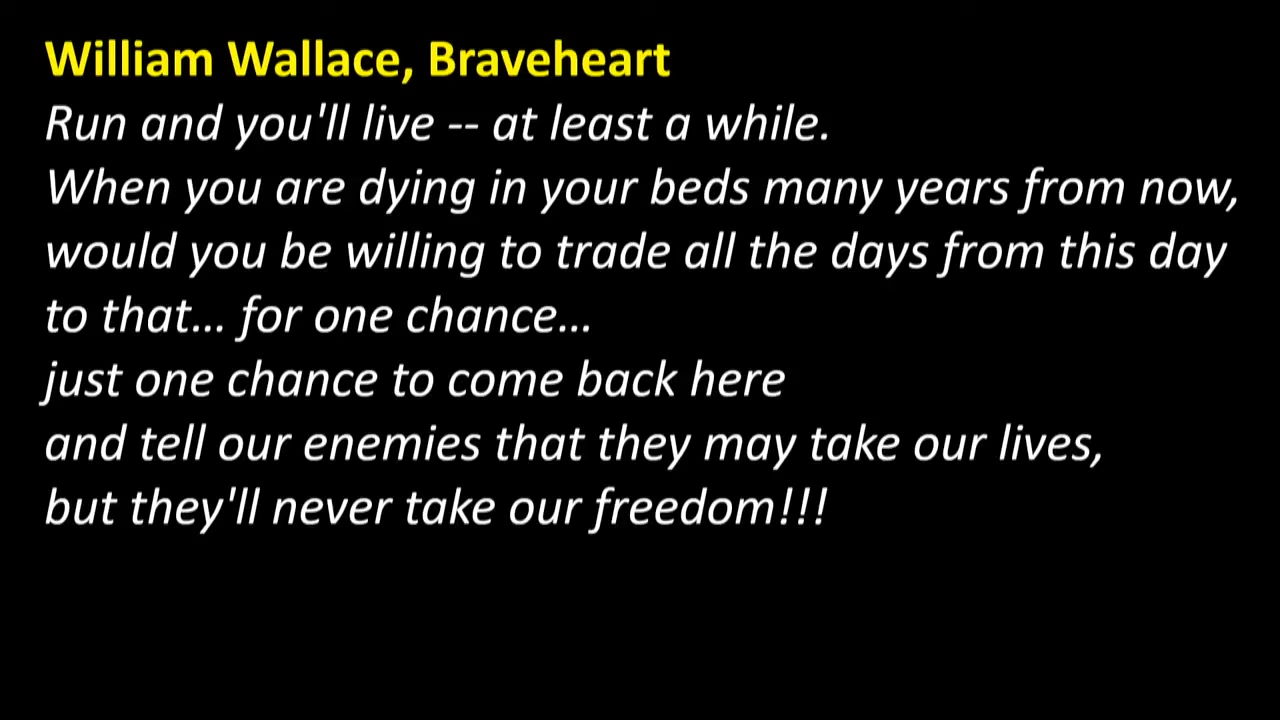 William Wallace, Braveheart
Run and you'll live -- at least a while.
When you are dying in your beds many years from now,
would you be willing to trade all the days from this day
to that... for one chance...
just one chance to come back here
and tell our enemies that they may take our lives,
but they'll never take our freedom!!!